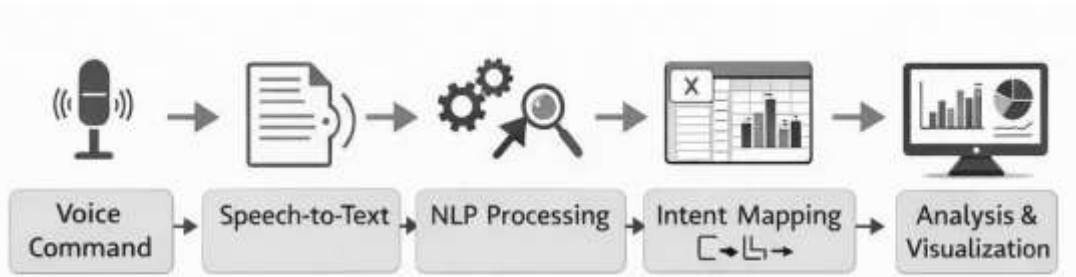 X
Voice
Command
Speech-to-Text
NLP Processing
Intent Mapping
Analysis &
Visualization